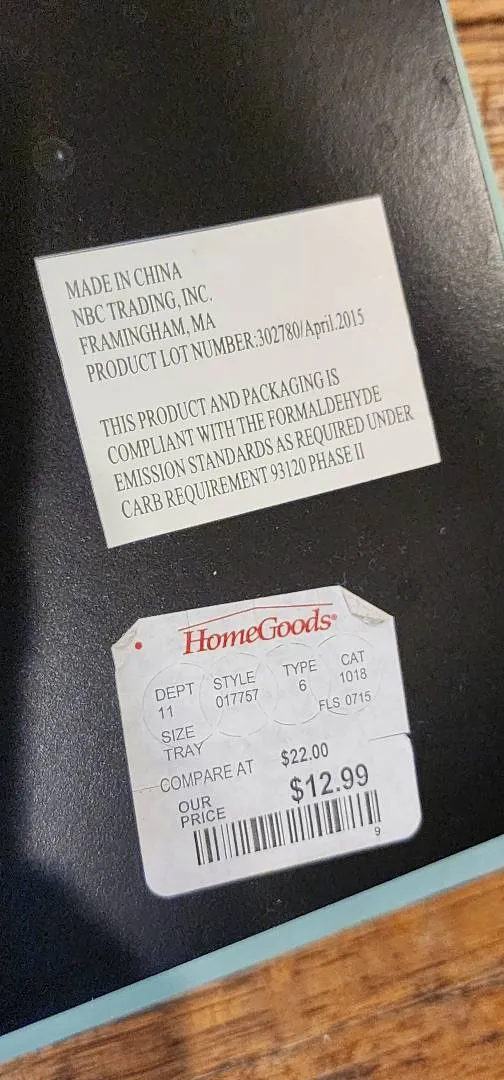 MADE IN CHINA
NBC TRADING, INC.
FRAMINGHAM, MA
PRODUCT LOT NUMBER:302780/April.2015
THIS PRODUCT AND PACKAGING IS
COMPLIANT WITH THE FORMALDEHYDE
EMISSION STANDARDS AS REQUIRED UNDER
CARB REQUIREMENT 93120 PHASE II
HomeGoods®
DEPT STYLE TYPE CAT
11 017757 6 1018
SIZE FLS 0715
TRAY
COMPARE AT $22.00
OUR
PRICE $12.99
9